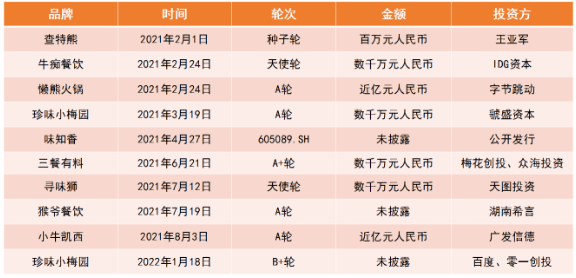 品牌 时间 轮次 金额 投资方
查特熊 2021年2月1日 种子轮 百万元人民币 王亚军
牛痴餐饮 2021年2月24日 天使轮 数千万元人民币 IDG资本
懒熊火锅 2021年2月24日 A轮 近亿元人民币 字节跳动
珍味小梅园 2021年3月19日 A轮 数千万元人民币 虢盛资本
味知香 2021年4月27日 605089.SH 未披露 公开发行
三餐有料 2021年6月21日 A+轮 数千万元人民币 梅花创投、众海投资
寻味狮 2021年7月12日 天使轮 数千万元人民币 天图投资
猴爷餐饮 2021年7月19日 A轮 未披露 湖南希言
小牛凯西 2021年8月3日 A轮 近亿元人民币 广发信德
珍味小梅园 2022年1月18日 B+轮 未披露 百度、零一创投